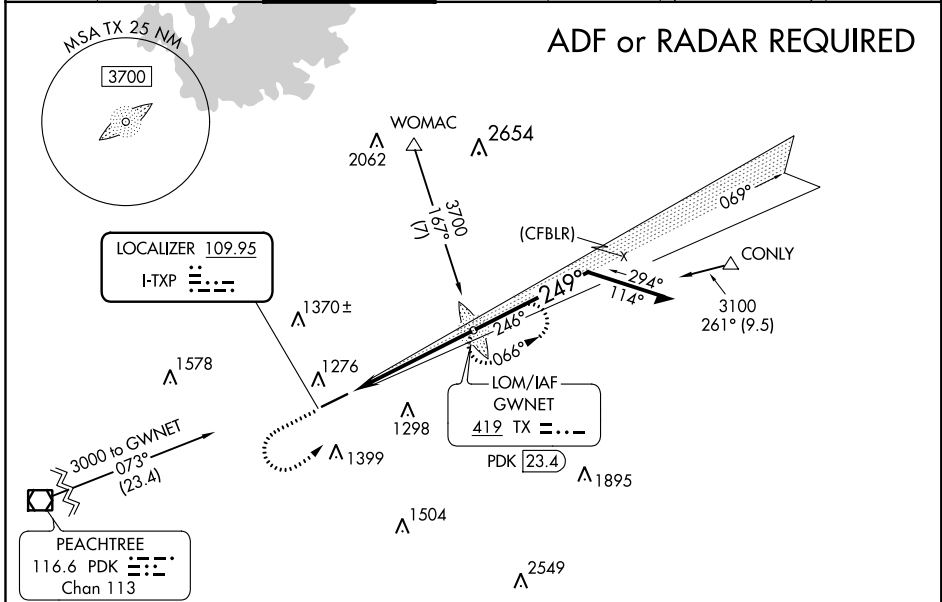 MSA TX 25 NM
3700
ADF or RADAR REQUIRED
WOMAC
2062
2654
3700
167°
(7)
069°
(CFBLR)
X
CONLY
LOCALIZER 109.95
I-TXP
294°
114°
249°
3100
261° (9.5)
1370 ±
246°
066°
1578
1276
LOM/IAF
GWNET
419 TX
1298
PDK 23.4
3000 to GWNET
073°
(23.4)
1399
1895
1504
PEACHTREE
116.6 PDK
Chan 113
2549